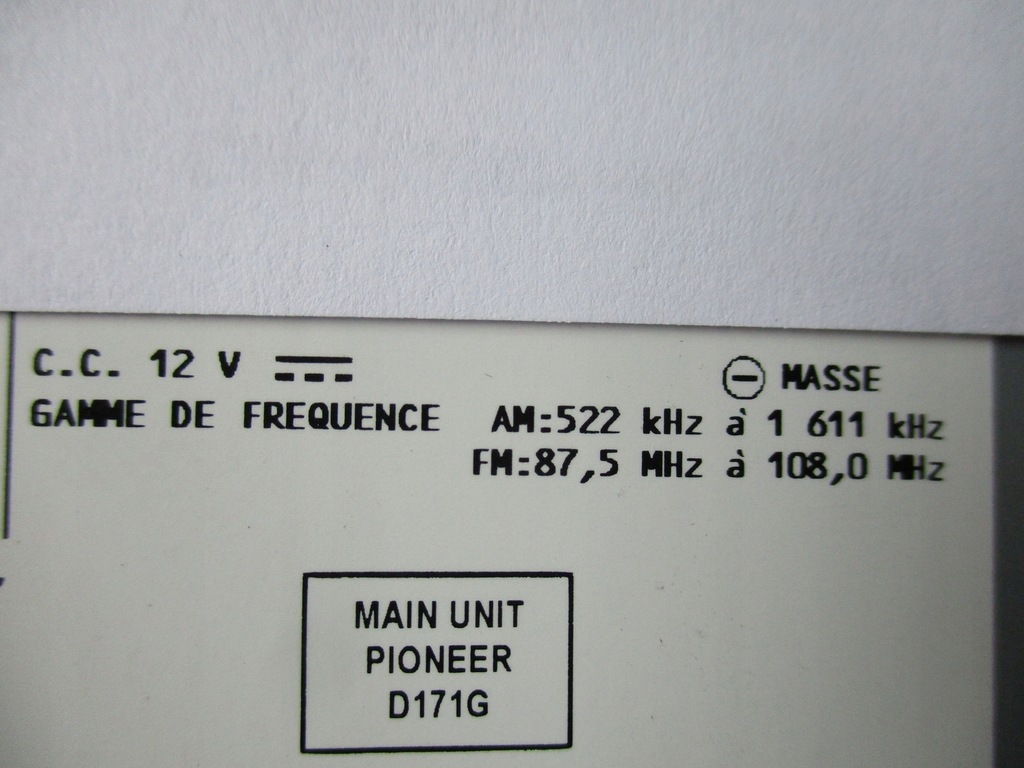 C.C. 12 V ⎓ ⊖ MASSE
GAMME DE FREQUENCE AM:522 kHz à 1 611 kHz
FM:87,5 MHz à 108,0 MHz
MAIN UNIT
PIONEER
D171G